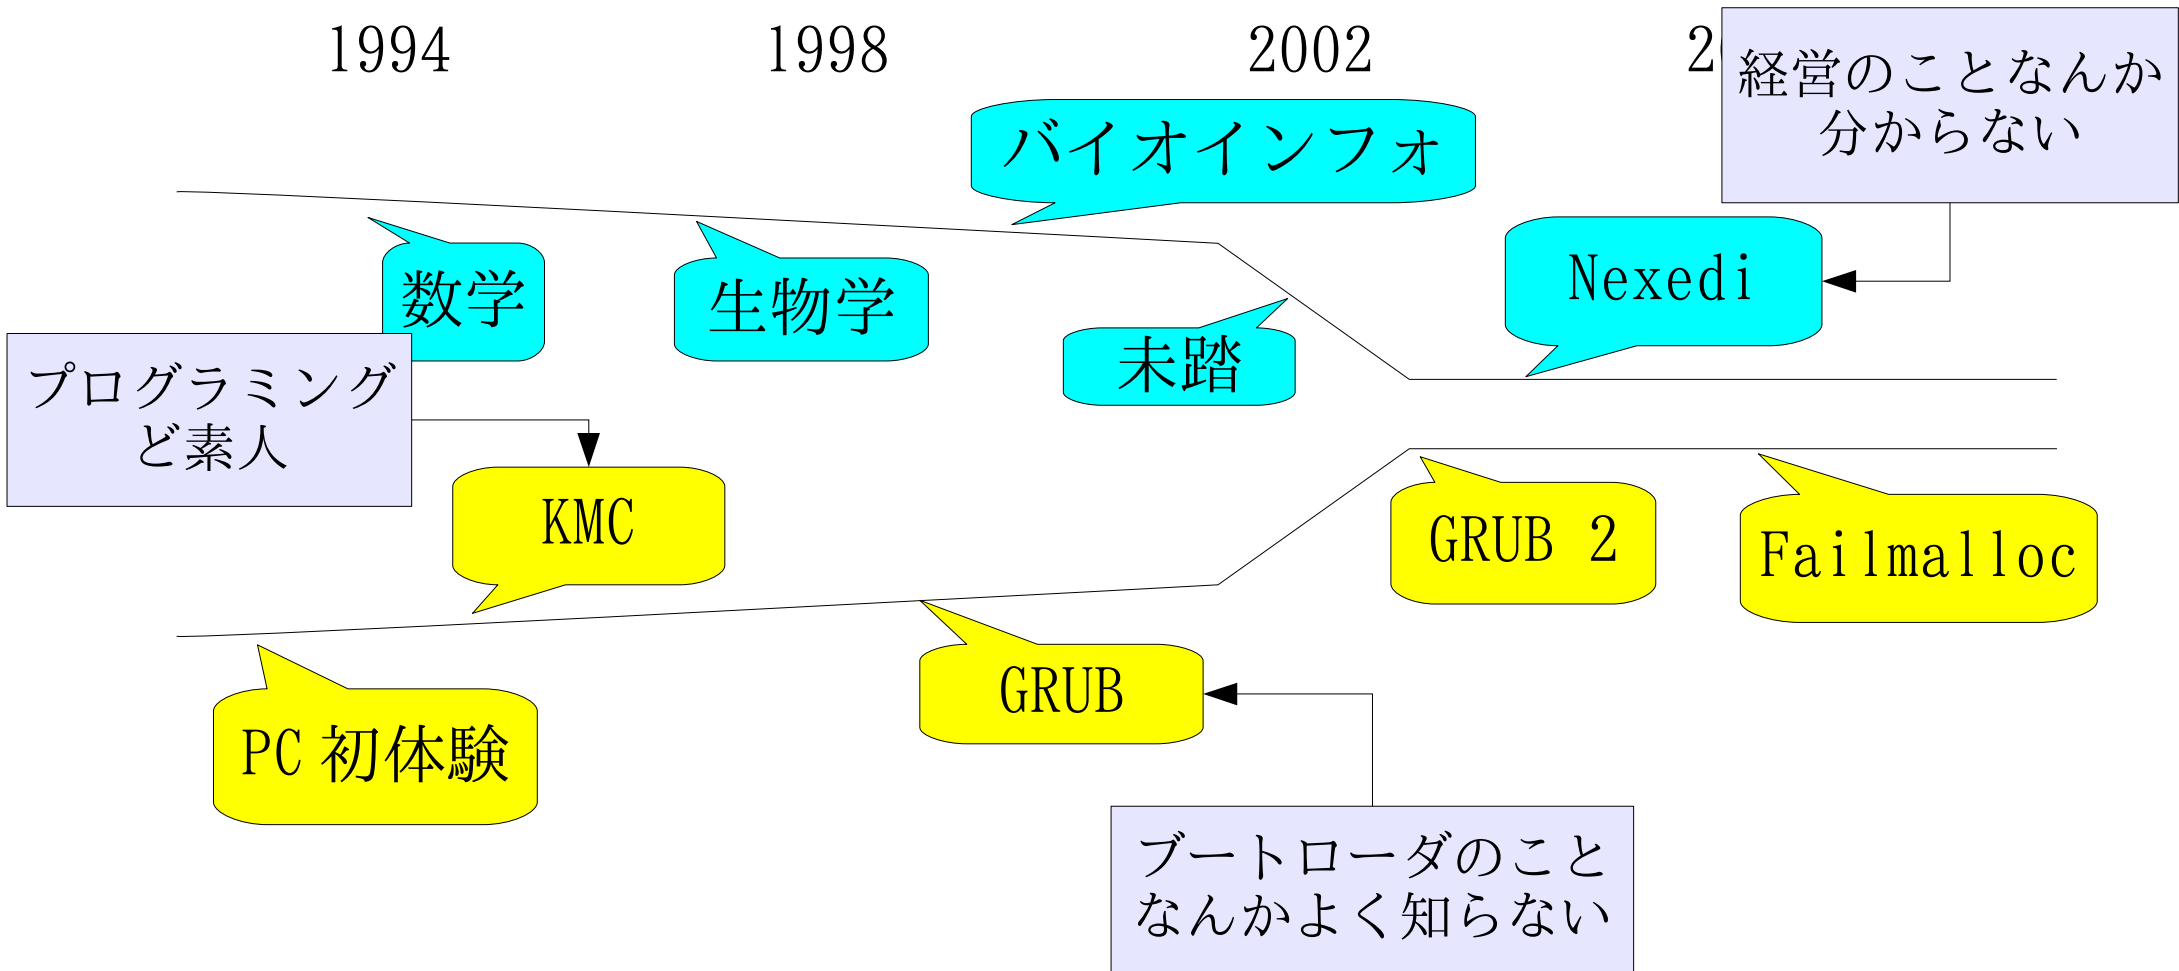 1994
1998
2002
2
経営のことなんか
分からない
バイオインフォ
Nexedi
数学
生物学
未踏
プログラミング
ど素人
KMC
GRUB 2
Failmalloc
GRUB
PC 初体験
ブートローダのこと
なんかよく知らない